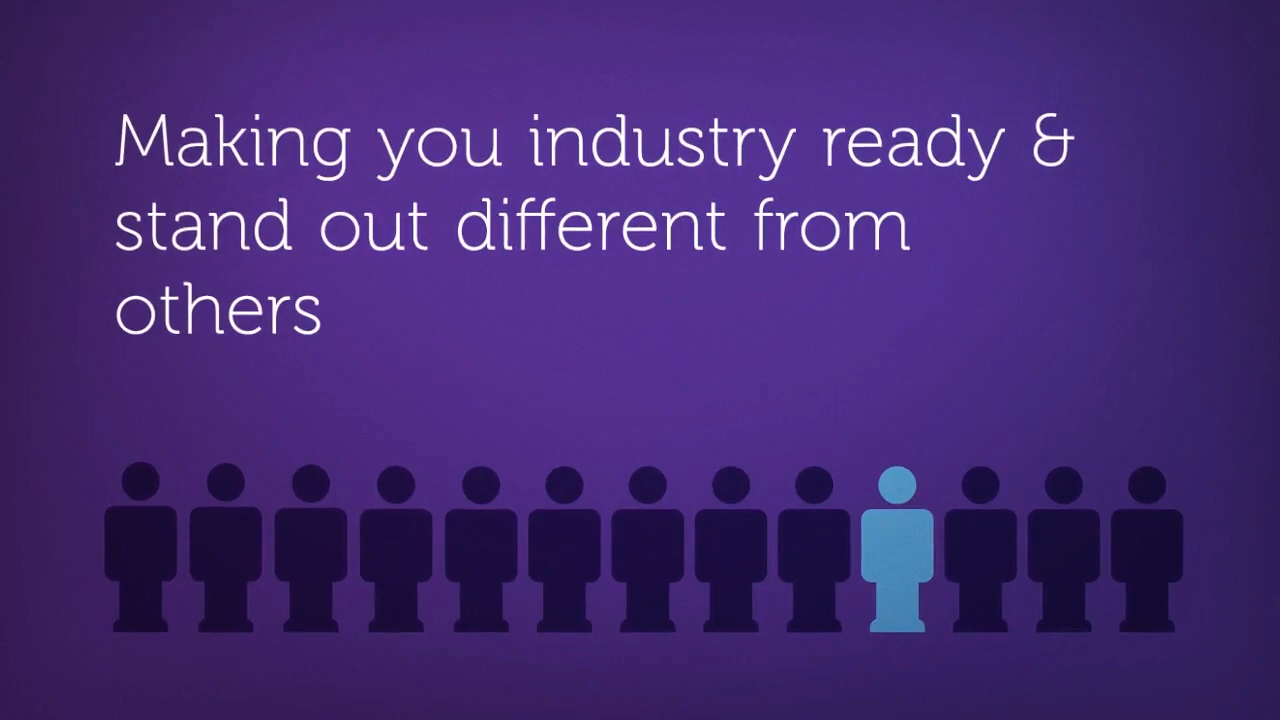 Making you industry ready &
stand out different from
others